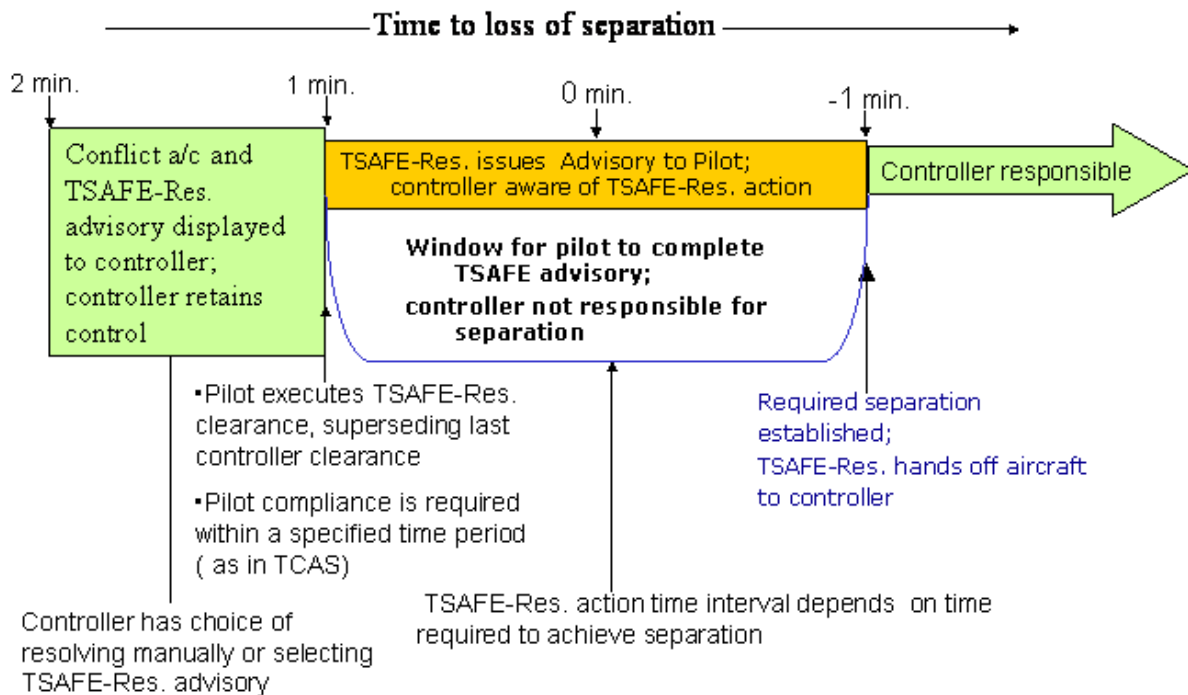 Time to loss of separation
2 min.
1 min.
0 min.
-1 min.
Conflict a/c and
TSAFE-Res.
advisory displayed
to controller;
controller retains
control
TSAFE-Res. issues Advisory to Pilot;
controller aware of TSAFE-Res. action
Controller responsible
Window for pilot to complete
TSAFE advisory;
controller not responsible for
separation
▪Pilot executes TSAFE-Res.
clearance, superseding last
controller clearance
▪Pilot compliance is required
within a specified time period
( as in TCAS)
Required separation
established;
TSAFE-Res. hands off aircraft
to controller
Controller has choice of
resolving manually or selecting
TSAFE-Res. advisory
TSAFE-Res. action time interval depends on time
required to achieve separation